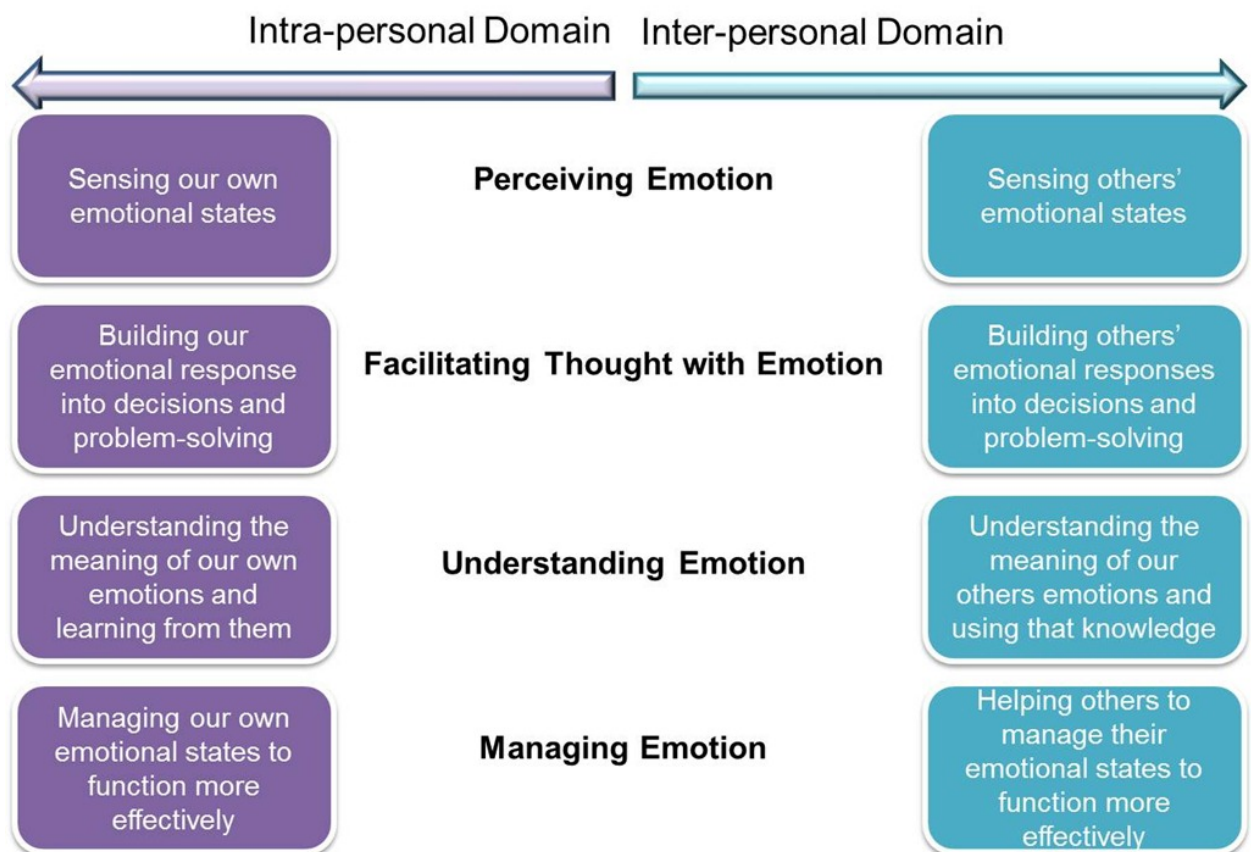 Intra-personal Domain Inter-personal Domain
Sensing our own
emotional states
Perceiving Emotion
Sensing others’
emotional states
Building our
emotional response
into decisions and
problem-solving
Facilitating Thought with Emotion
Building others’
emotional responses
into decisions and
problem-solving
Understanding the
meaning of our own
emotions and
learning from them
Understanding Emotion
Understanding the
meaning of our
others emotions and
using that knowledge
Managing our own
emotional states to
function more
effectively
Managing Emotion
Helping others to
manage their
emotional states to
function more
effectively